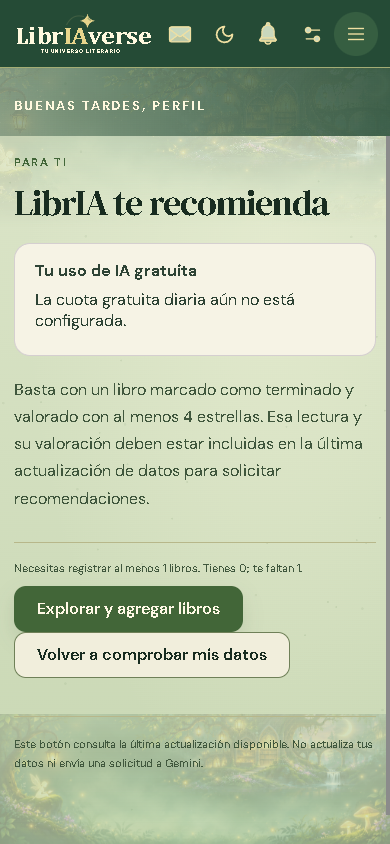 LibrIAverse
TU UNIVERSO LITERARIO
BUENAS TARDES, PERFIL
PARA TI
LibrIA te recomienda
Tu uso de IA gratuita
La cuota gratuita diaria aún no está
configurada.
Basta con un libro marcado como terminado y
valorado con al menos 4 estrellas. Esa lectura y
su valoración deben estar incluidas en la última
actualización de datos para solicitar
recomendaciones.
Necesitas registrar al menos 1 libros. Tienes 0; te faltan 1.
Explorar y agregar libros
Volver a comprobar mis datos
Este botón consulta la última actualización disponible. No actualiza tus
datos ni envía una solicitud a Gemini.